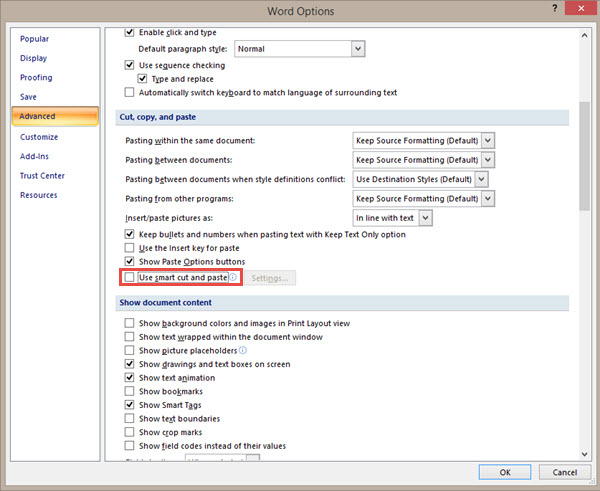 Word Options
?
Popular
Display
Proofing
Save
Advanced
Customize
Add-Ins
Trust Center
Resources
Enable click and type
Default paragraph style: Normal
Use sequence checking
Type and replace
Automatically switch keyboard to match language of surrounding text
Cut, copy, and paste
Pasting within the same document: Keep Source Formatting (Default)
Pasting between documents: Keep Source Formatting (Default)
Pasting between documents when style definitions conflict: Use Destination Styles (Default)
Pasting from other programs: Keep Source Formatting (Default)
Insert/paste pictures as: In line with text
Keep bullets and numbers when pasting text with Keep Text Only option
Use the Insert key for paste
Show Paste Options buttons
Use smart cut and paste Settings...
Show document content
Show background colors and images in Print Layout view
Show text wrapped within the document window
Show picture placeholders
Show drawings and text boxes on screen
Show text animation
Show bookmarks
Show Smart Tags
Show text boundaries
Show crop marks
Show field codes instead of their values
OK Cancel